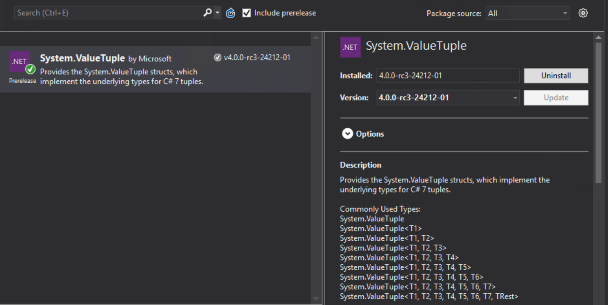 Search (Ctrl+E)
Include prerelease
Package source: All
.NET
Prerelease
System.ValueTuple by Microsoft
v4.0.0-rc3-24212-01
Provides the System.ValueTuple structs, which
implement the underlying types for C# 7 tuples.
.NET
System.ValueTuple
Installed: 4.0.0-rc3-24212-01 Uninstall
Version: 4.0.0-rc3-24212-01 Update
Options
Description
Provides the System.ValueTuple structs, which implement the
underlying types for C# 7 tuples.
Commonly Used Types:
System.ValueTuple
System.ValueTuple<T1>
System.ValueTuple<T1, T2>
System.ValueTuple<T1, T2, T3>
System.ValueTuple<T1, T2, T3, T4>
System.ValueTuple<T1, T2, T3, T4, T5>
System.ValueTuple<T1, T2, T3, T4, T5, T6>
System.ValueTuple<T1, T2, T3, T4, T5, T6, T7>
System.ValueTuple<T1, T2, T3, T4, T5, T6, T7, TRest>